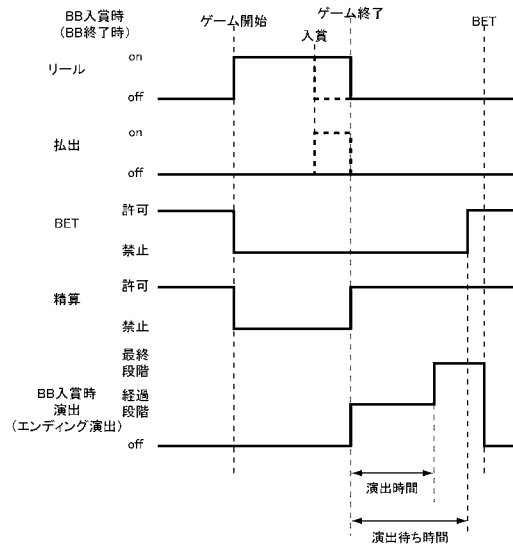 BB入賞時
(BB終了時)
ゲーム開始
ゲーム終了
BET
入賞
リール
on
off
払出
on
off
BET
許可
禁止
精算
許可
禁止
BB入賞時
演出
(エンディング演出)
最終
段階
経過
段階
off
演出時間
演出待ち時間